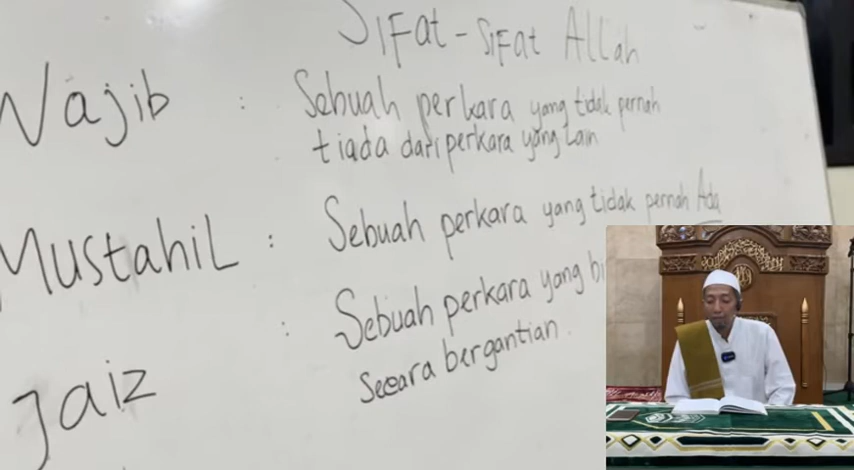 Sifat - Sifat Allah
Wajib : Sebuah perkara yang tidak pernah
tiada dari perkara yang Lain
Mustahil : Sebuah perkara yang tidak pernah Ada
Jaiz : Sebuah perkara yang
secara bergantian.